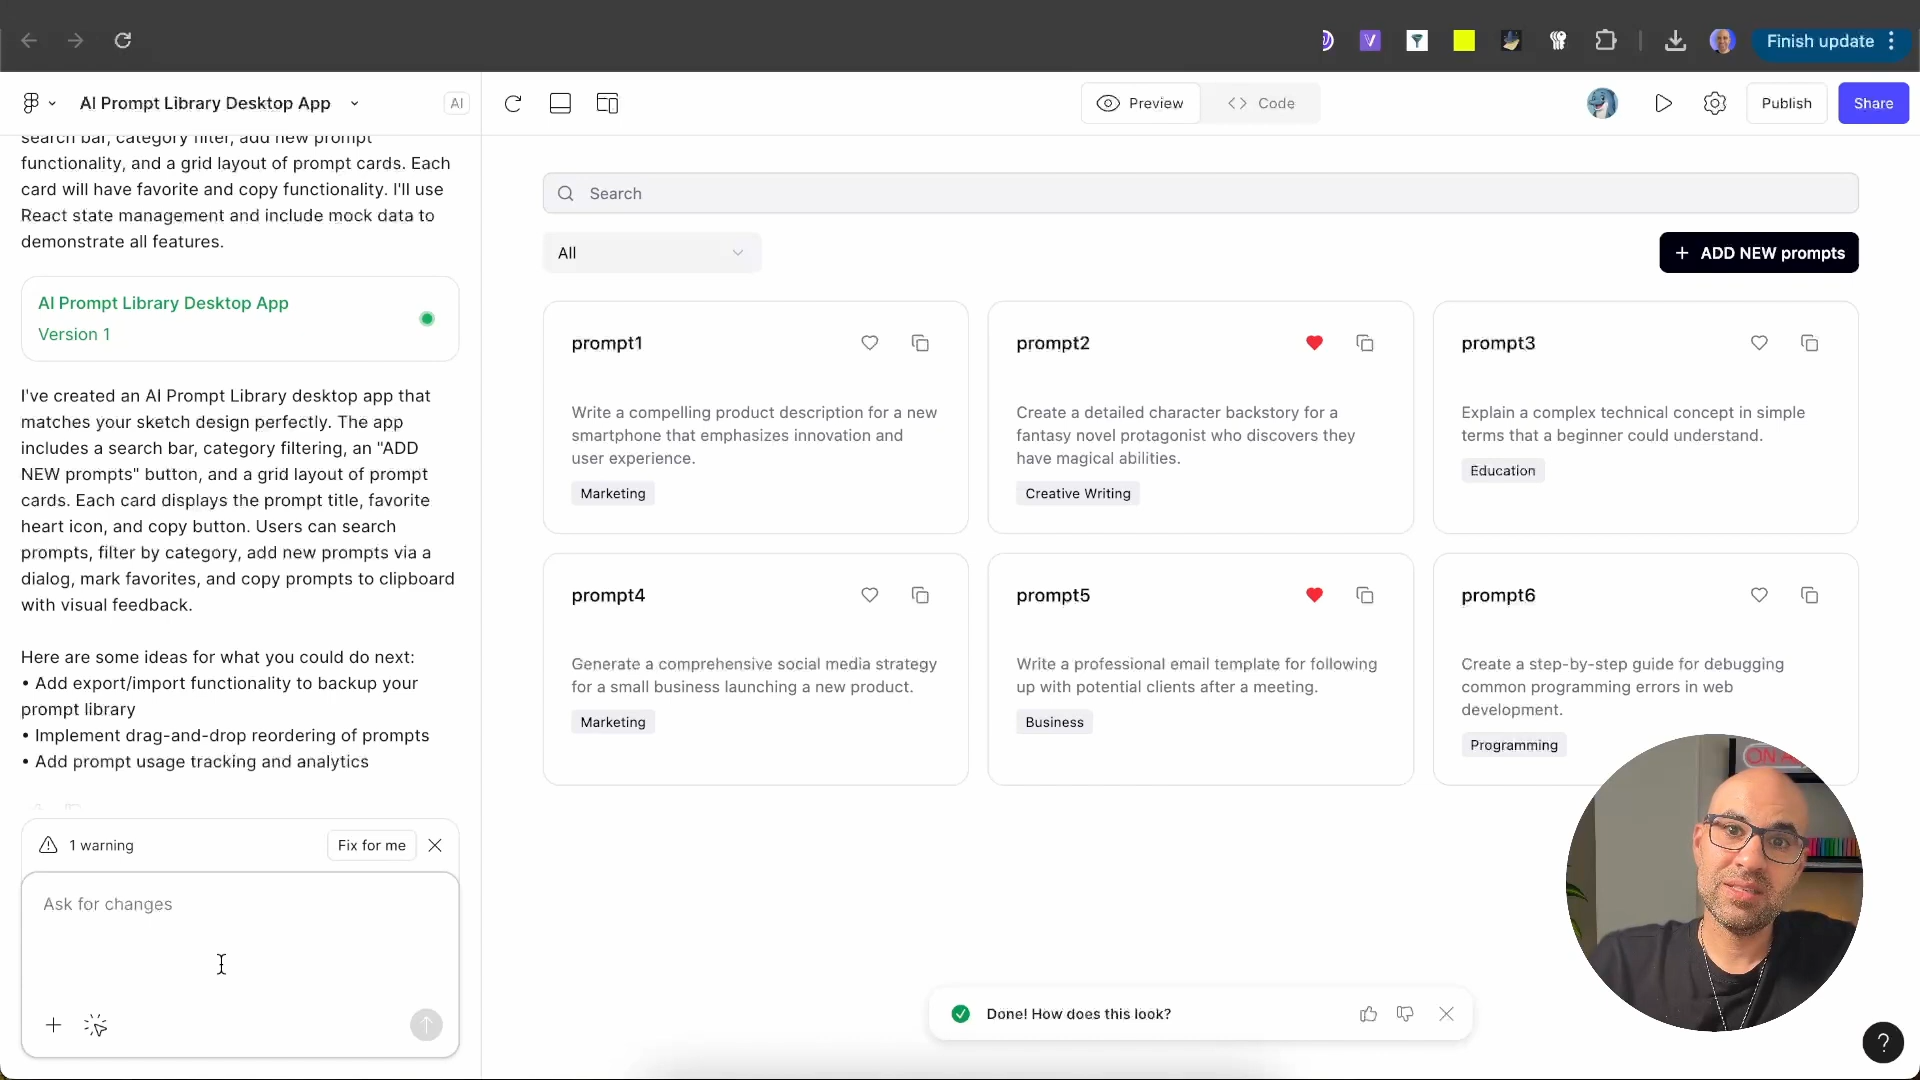 Finish update
AI Prompt Library Desktop App
AI
Preview
Code
Publish
Share
search bar, category filter, add new prompt
functionality, and a grid layout of prompt cards. Each
card will have favorite and copy functionality. I'll use
React state management and include mock data to
demonstrate all features.
AI Prompt Library Desktop App
Version 1
I've created an AI Prompt Library desktop app that
matches your sketch design perfectly. The app
includes a search bar, category filtering, an "ADD
NEW prompts" button, and a grid layout of prompt
cards. Each card displays the prompt title, favorite
heart icon, and copy button. Users can search
prompts, filter by category, add new prompts via a
dialog, mark favorites, and copy prompts to clipboard
with visual feedback.
Here are some ideas for what you could do next:
• Add export/import functionality to backup your
prompt library
• Implement drag-and-drop reordering of prompts
• Add prompt usage tracking and analytics
1 warning
Fix for me
Ask for changes
Search
All
+ ADD NEW prompts
prompt1
Write a compelling product description for a new
smartphone that emphasizes innovation and
user experience.
Marketing
prompt2
Create a detailed character backstory for a
fantasy novel protagonist who discovers they
have magical abilities.
Creative Writing
prompt3
Explain a complex technical concept in simple
terms that a beginner could understand.
Education
prompt4
Generate a comprehensive social media strategy
for a small business launching a new product.
Marketing
prompt5
Write a professional email template for following
up with potential clients after a meeting.
Business
prompt6
Create a step-by-step guide for debugging
common programming errors in web
development.
Programming
ON
Done! How does this look?
?